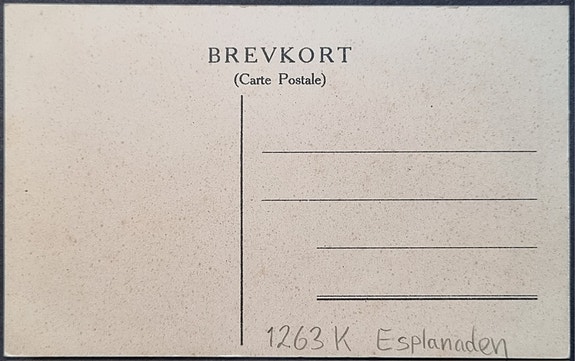 BREVKORT
(Carte Postale)
1263 K Esplanaden